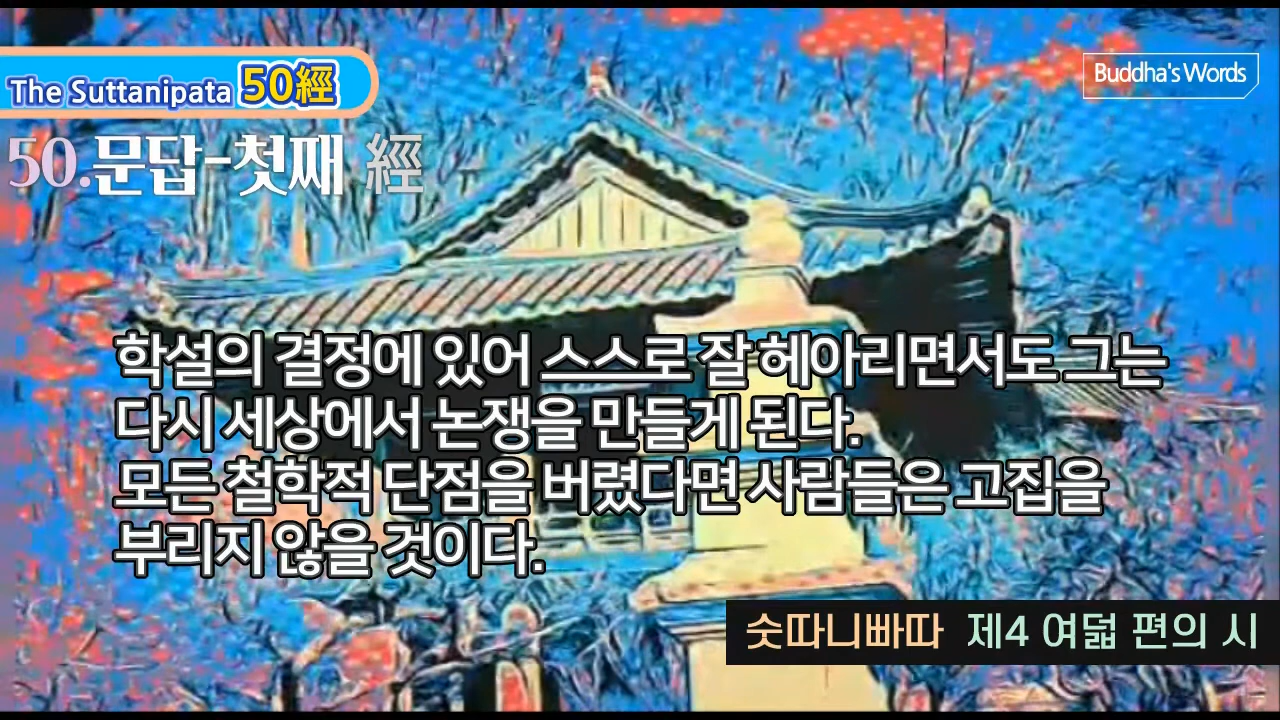 The Suttanipata 50經
Buddha's Words
50.문답-첫째 經
학설의 결정에 있어 스스로 잘 헤아리면서도 그는
다시 세상에서 논쟁을 만들게 된다.
모든 철학적 단점을 버렸다면 사람들은 고집을
부리지 않을 것이다.
숫따니빠따 제4 여덟 편의 시